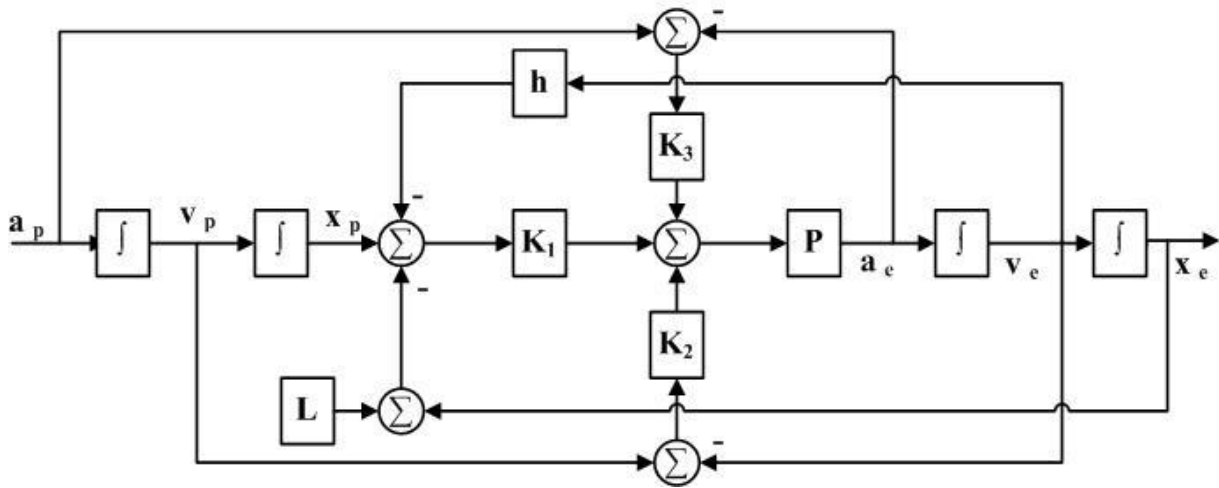 Σ -
h
- K₃
a p ∫ v p ∫ x p Σ K₁ Σ P a e ∫ v e ∫ x e
-
K₂
L Σ
-
Σ